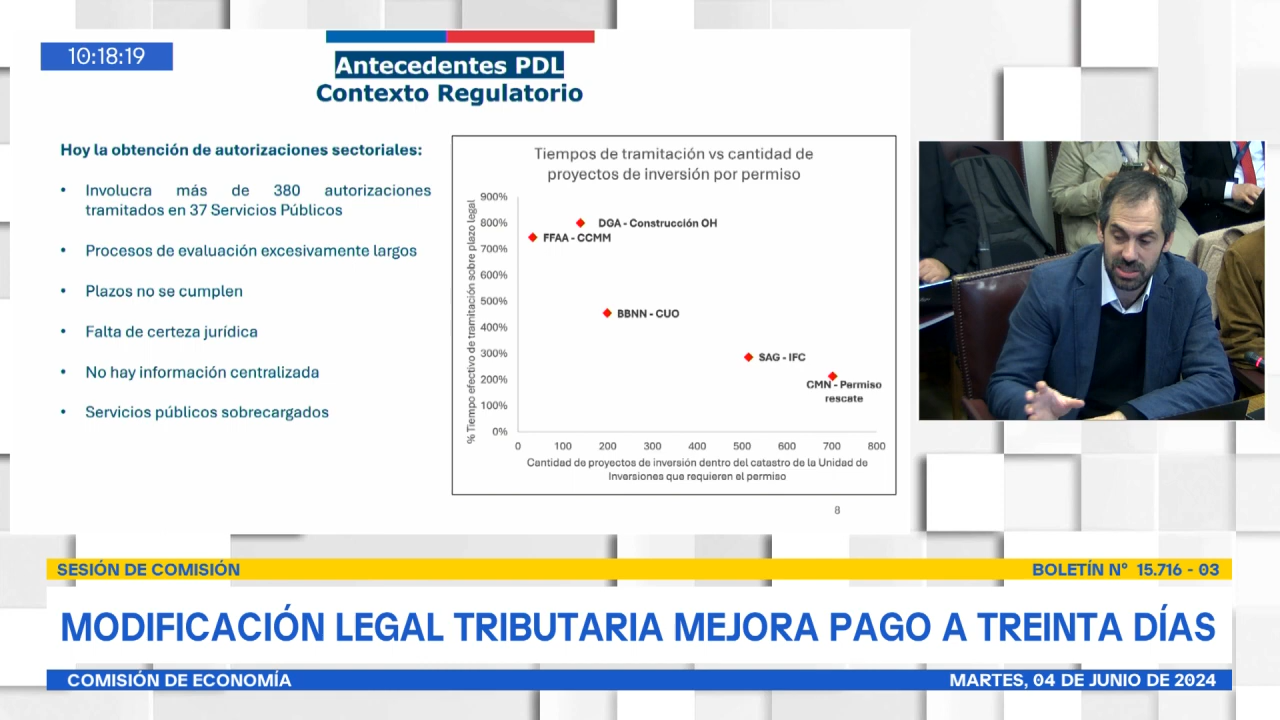 10:18:19
Antecedentes PDL
Contexto Regulatorio
Hoy la obtención de autorizaciones sectoriales:
• Involucra más de 380 autorizaciones
tramitados en 37 Servicios Públicos
• Procesos de evaluación excesivamente largos
• Plazos no se cumplen
• Falta de certeza jurídica
• No hay información centralizada
• Servicios públicos sobrecargados
Tiempos de tramitación vs cantidad de
proyectos de inversión por permiso
% Tiempo efectivo de tramitación sobre plazo legal
900%
800%
700%
600%
500%
400%
300%
200%
100%
0%
DGA - Construcción OH
FFAA - CCMM
BBNN - CUO
SAG - IFC
CMN - Permiso
rescate
0 100 200 300 400 500 600 700 800
Cantidad de proyectos de inversión dentro del catastro de la Unidad de
Inversiones que requieren el permiso
8
SESIÓN DE COMISIÓN
BOLETÍN N° 15.716 - 03
MODIFICACIÓN LEGAL TRIBUTARIA MEJORA PAGO A TREINTA DÍAS
COMISIÓN DE ECONOMÍA
MARTES, 04 DE JUNIO DE 2024